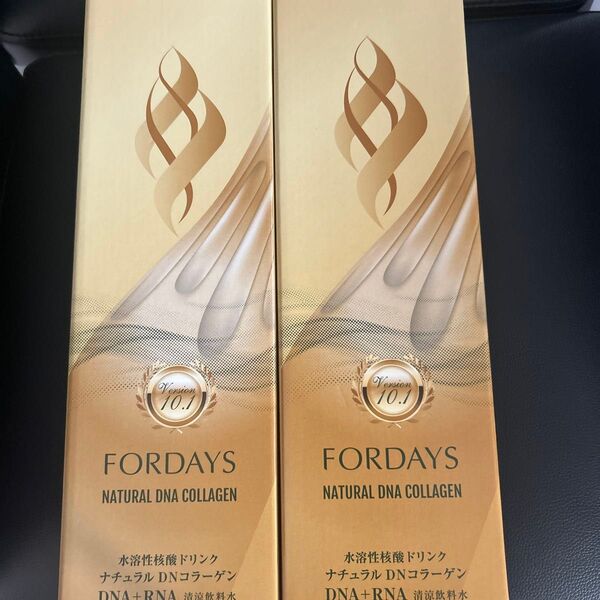 Version
10.1
FORDAYS
NATURAL DNA COLLAGEN
水溶性核酸ドリンク
ナチュラル DNコラーゲン
DNA+RNA 清涼飲料水
Version
10.1
FORDAYS
NATURAL DNA COLLAGEN
水溶性核酸ドリンク
ナチュラル DNコラーゲン
DNA+RNA 清涼飲料水